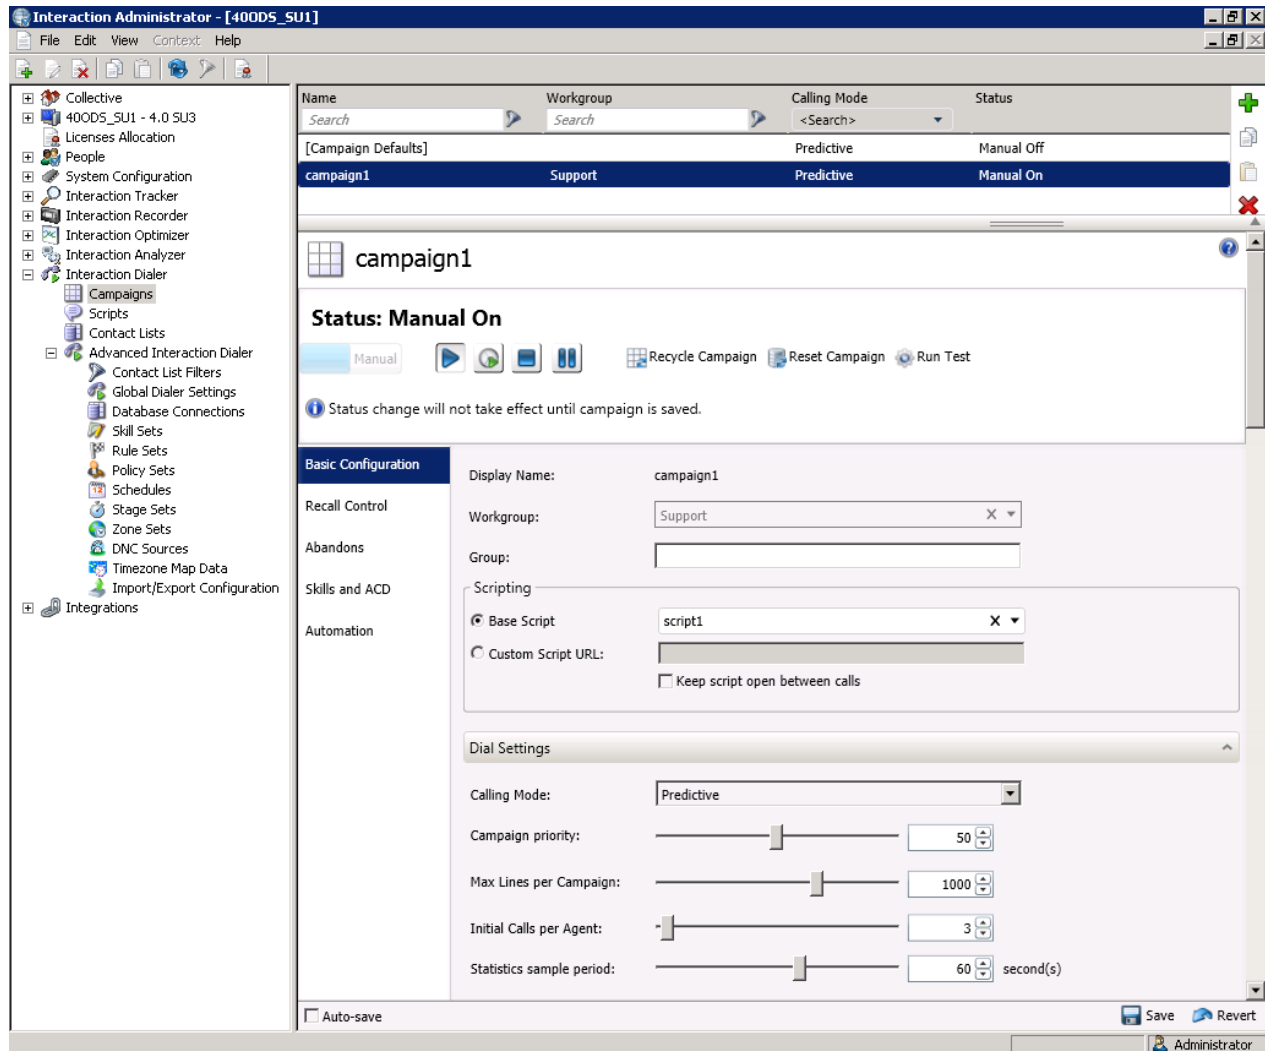 Interaction Administrator - [400DS_SU1]
File Edit View Context Help
Collective
400DS_SU1 - 4.0 SU3
Licenses Allocation
People
System Configuration
Interaction Tracker
Interaction Recorder
Interaction Optimizer
Interaction Analyzer
Interaction Dialer
Campaigns
Scripts
Contact Lists
Advanced Interaction Dialer
Contact List Filters
Global Dialer Settings
Database Connections
Skill Sets
Rule Sets
Policy Sets
Schedules
Stage Sets
Zone Sets
DNC Sources
Timezone Map Data
Import/Export Configuration
Integrations
Name Workgroup Calling Mode Status
Search Search <Search>
[Campaign Defaults] Predictive Manual Off
campaign1 Support Predictive Manual On
campaign1
Status: Manual On
Manual Recycle Campaign Reset Campaign Run Test
Status change will not take effect until campaign is saved.
Basic Configuration
Recall Control
Abandons
Skills and ACD
Automation
Display Name: campaign1
Workgroup: Support
Group:
Scripting
Base Script script1
Custom Script URL:
Keep script open between calls
Dial Settings
Calling Mode: Predictive
Campaign priority: 50
Max Lines per Campaign: 1000
Initial Calls per Agent: 3
Statistics sample period: 60 second(s)
Auto-save Save Revert
Administrator